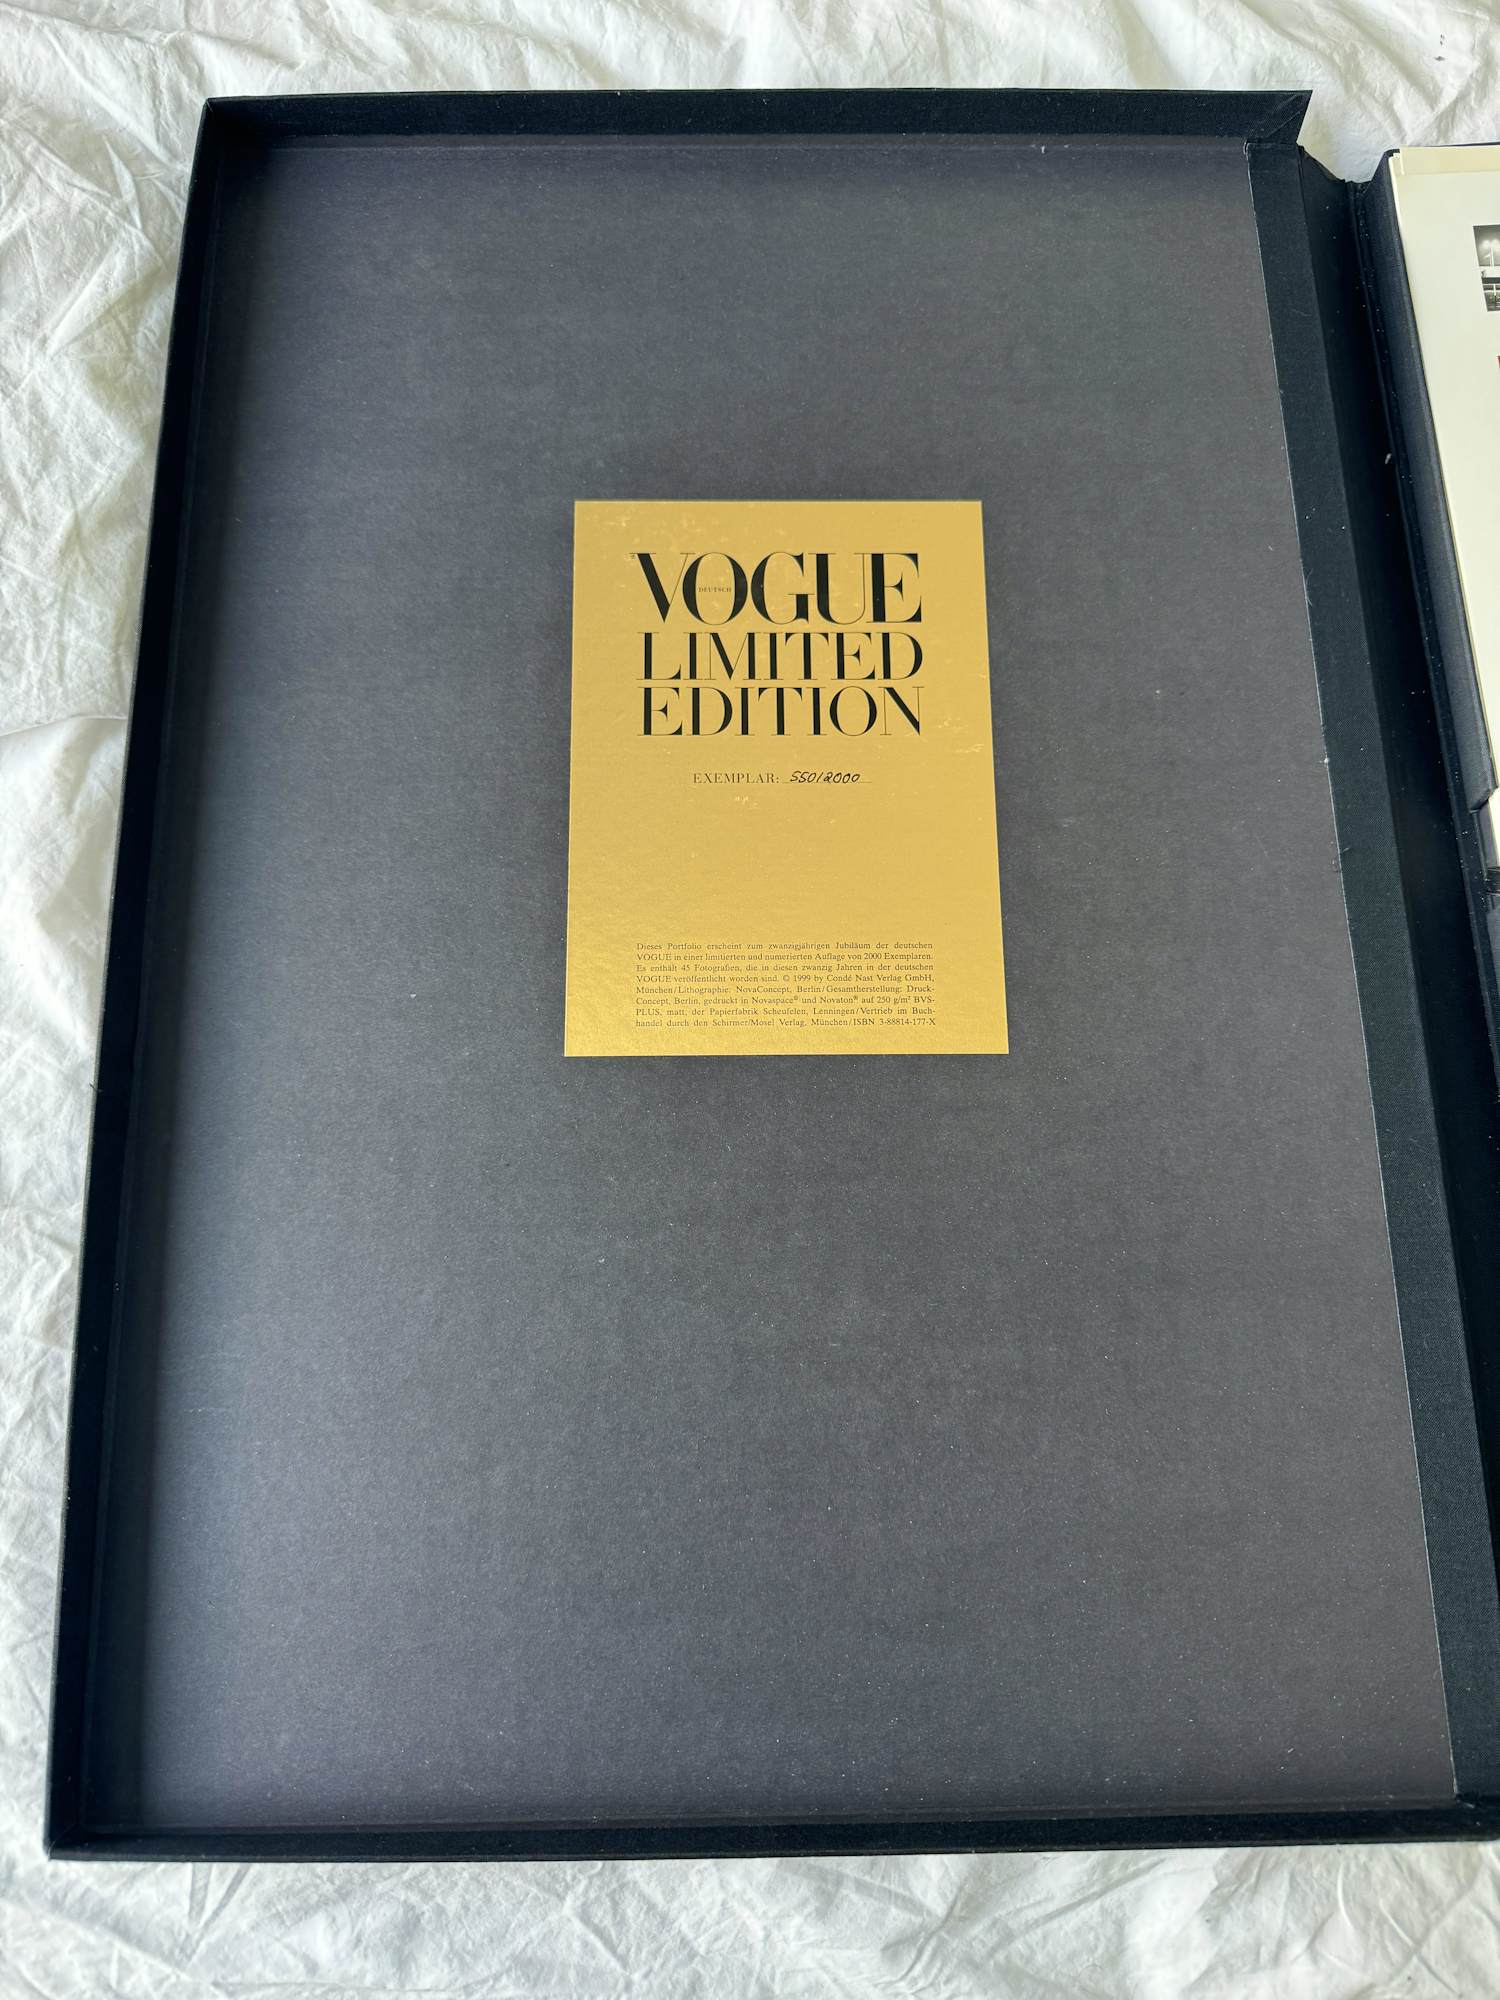 VOGUE
DEUTSCH
LIMITED
EDITION
EXEMPLAR: 550/2000
Dieses Portfolio erscheint zum zwanzigjährigen Jubiläum der deutschen
VOGUE in einer limitierten und numerierten Auflage von 2000 Exemplaren.
Es enthält 45 Fotografien, die in diesen zwanzig Jahren in der deutschen
VOGUE veröffentlicht worden sind. © 1999 by Condé Nast Verlag GmbH,
München/Lithographie: NovaConcept, Berlin/Gesamtherstellung: Druck-
Concept, Berlin, gedruckt in Novaspace® und Novaton® auf 250 g/m² BVS-
PLUS, matt, der Papierfabrik Scheufelen, Lenningen/Vertrieb im Buch-
handel durch den Schirmer/Mosel Verlag, München/ISBN 3-88814-177-X